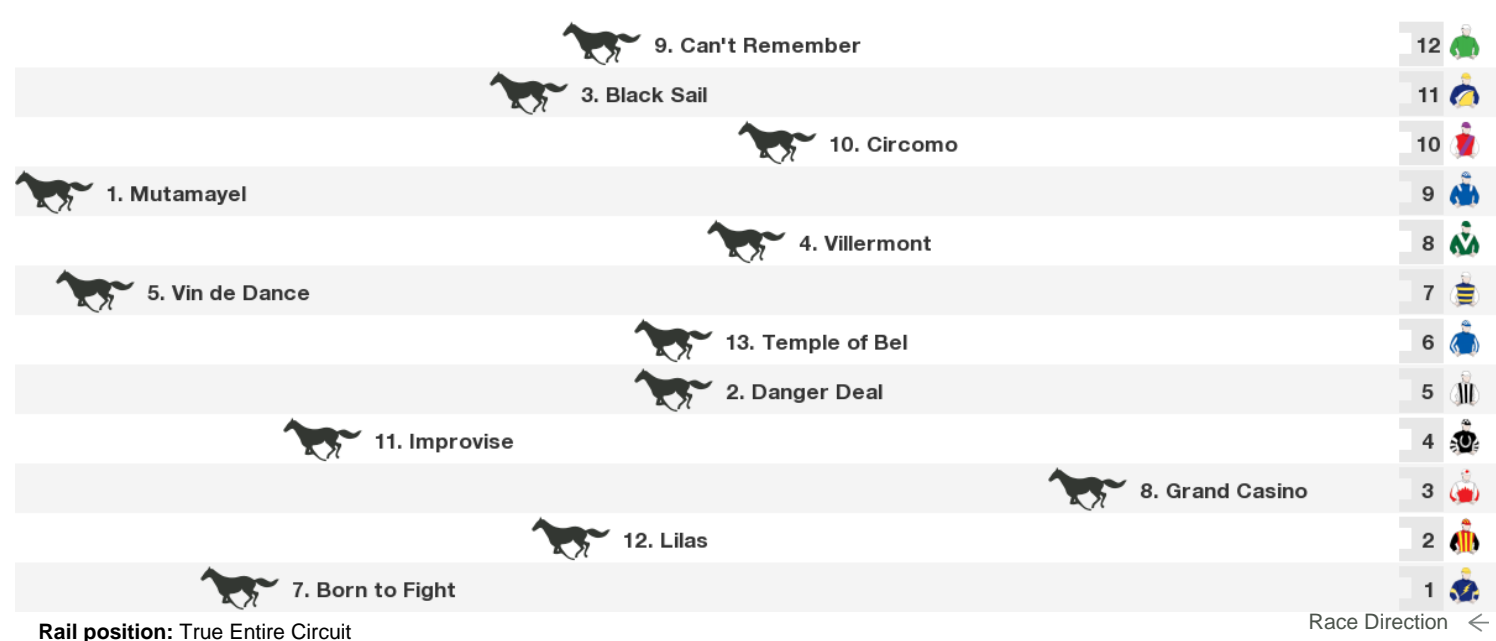 9. Can't Remember 12
3. Black Sail 11
10. Circomo 10
1. Mutamayel 9
4. Villermont 8
5. Vin de Dance 7
13. Temple of Bel 6
2. Danger Deal 5
11. Improvise 4
8. Grand Casino 3
12. Lilas 2
7. Born to Fight 1
Race Direction ←
Rail position: True Entire Circuit